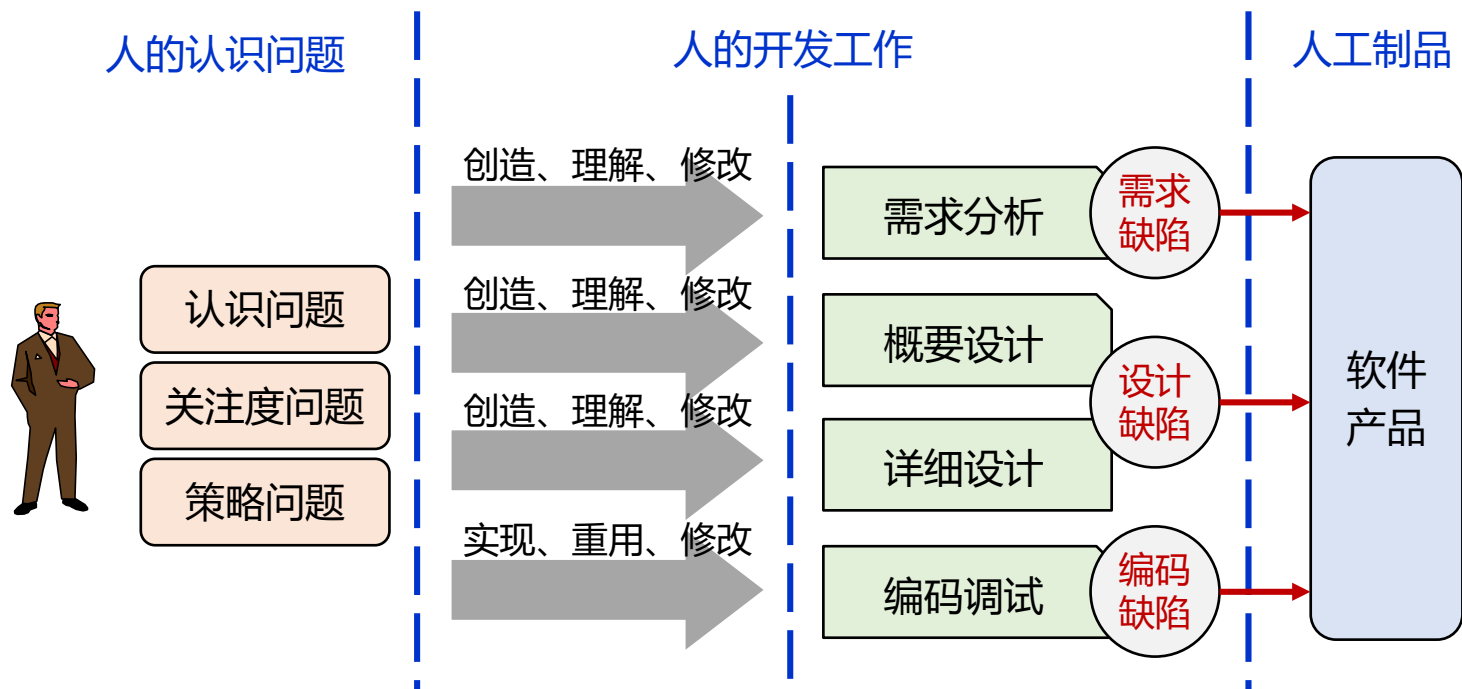 人的认识问题
人的开发工作
人工制品
认识问题
关注度问题
策略问题
创造、理解、修改
创造、理解、修改
创造、理解、修改
实现、重用、修改
需求分析
概要设计
详细设计
编码调试
需求
缺陷
设计
缺陷
编码
缺陷
软件
产品